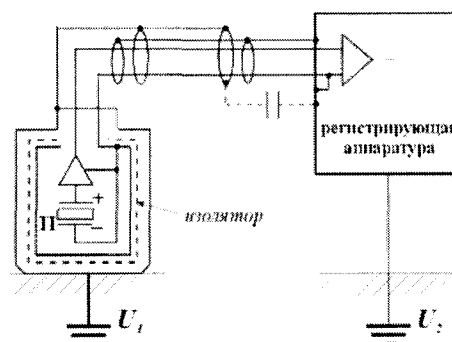 регистрирующая
аппаратура
+
П
−
изолятор
U₁
U₂